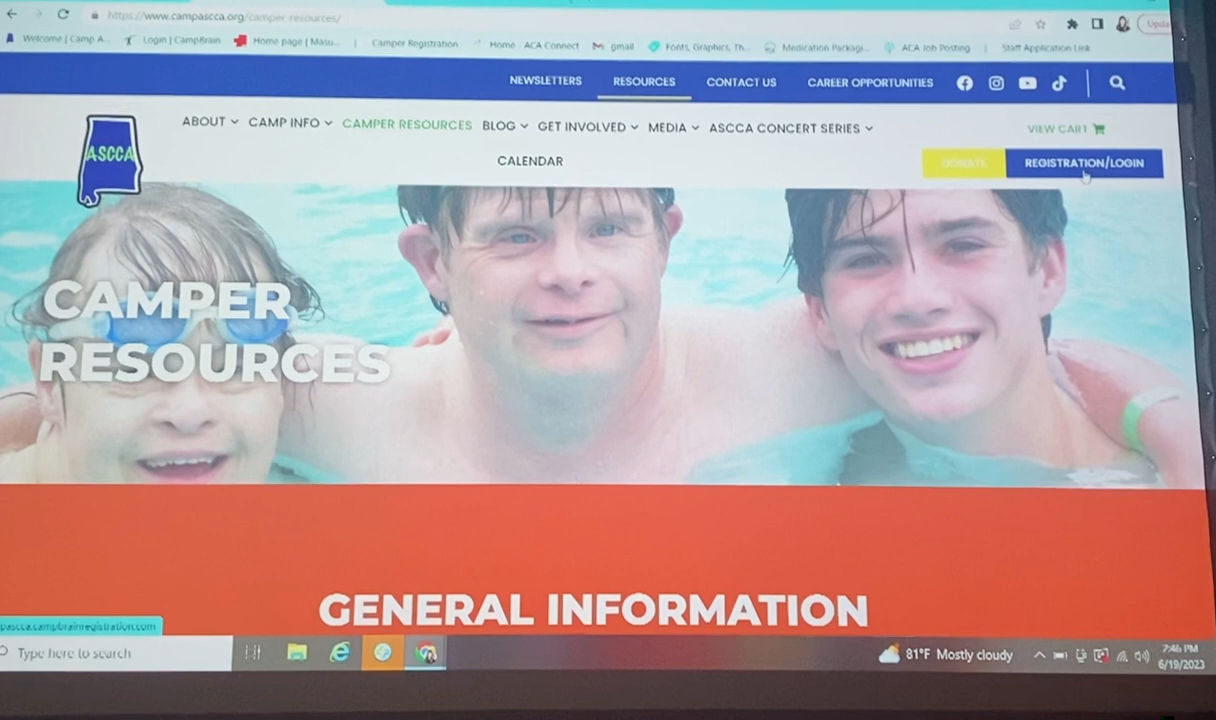 https://www.campascca.org/camper-resources/
Upda
Welcome | Camp A...
Login | CampBrain
Home page | Masu...
Camper Registration
Home - ACA Connect
gmail
Fonts, Graphics, Th...
Medication Packagi...
ACA Job Posting
Staff Application Link
NEWSLETTERS
RESOURCES
CONTACT US
CAREER OPPORTUNITIES
ABOUT
CAMP INFO
CAMPER RESOURCES
BLOG
GET INVOLVED
MEDIA
ASCCA CONCERT SERIES
VIEW CART
ASCCA
CALENDAR
DONATE
REGISTRATION/LOGIN
CAMPER
RESOURCES
GENERAL INFORMATION
pascca.campbrainregistration.com
Type here to search
81°F Mostly cloudy
7:46 PM
6/19/2023